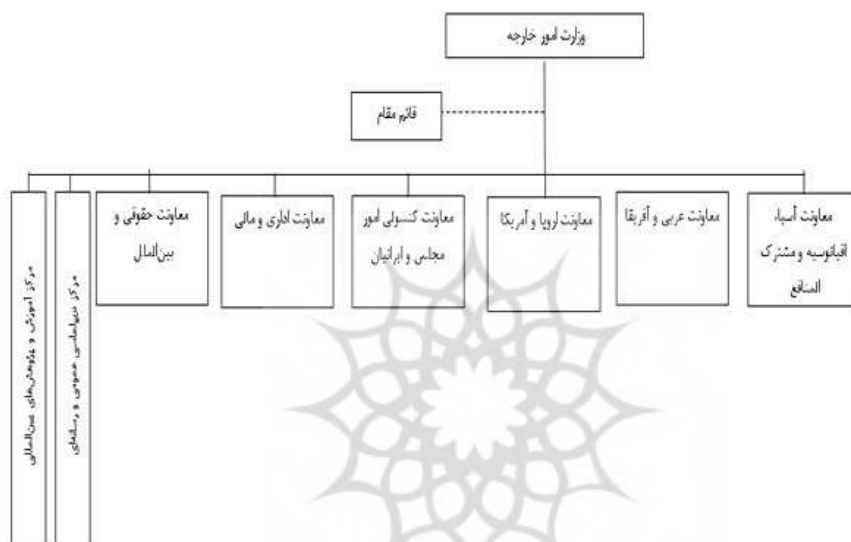 وزارت امور خارجه
قائم مقام
معاونت آسیا،
اقیانوسیه و مشترک
المنافع
معاونت عربی و آفریقا
معاونت اروپا و آمریکا
معاونت کنسولی امور
مجلس و ایرانیان
معاونت اداری و مالی
معاونت حقوقی و
بین‌الملل
مرکز دیپلماسی عمومی و رسانه‌ای
مرکز آموزش و پژوهش‌های بین‌المللی